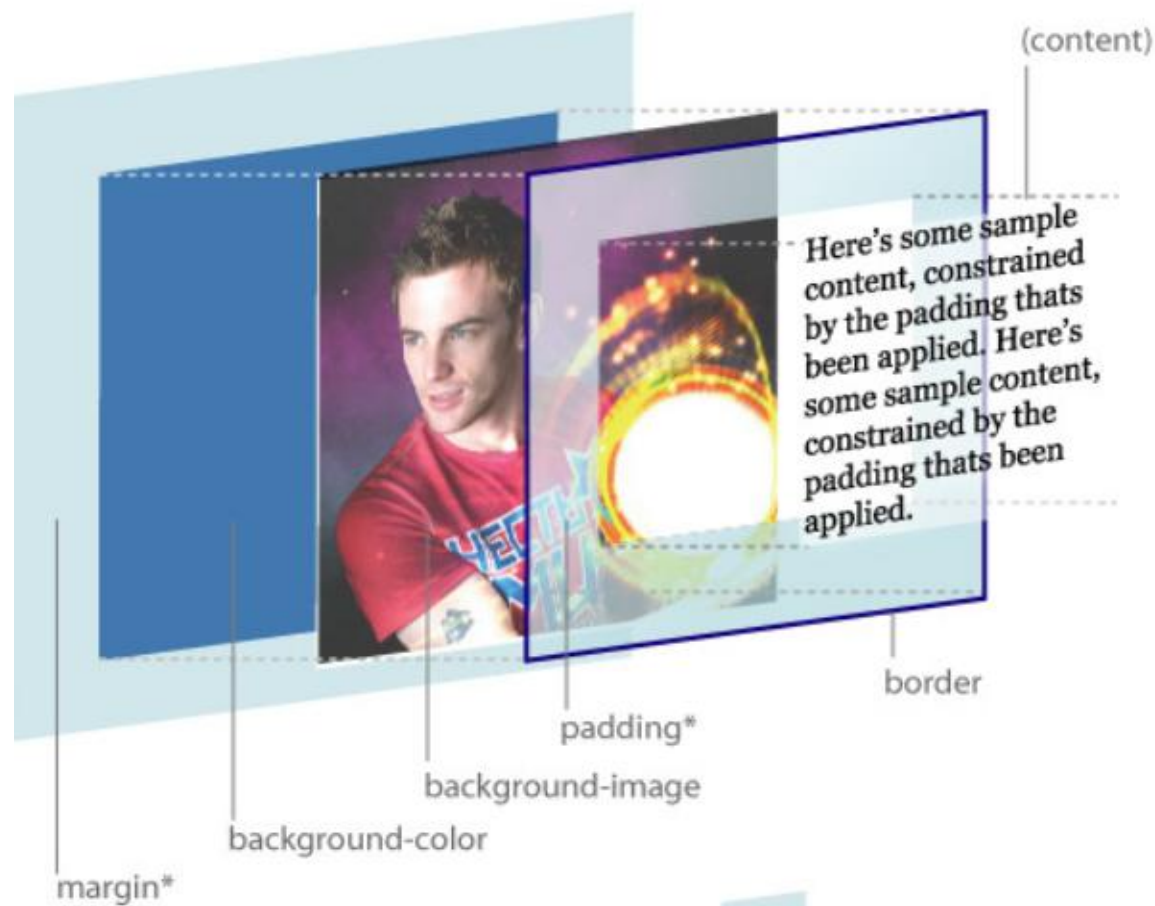 (content)
Here's some sample
content, constrained
by the padding thats
been applied. Here's
some sample content,
constrained by the
padding thats been
applied.
border
padding*
background-image
background-color
margin*